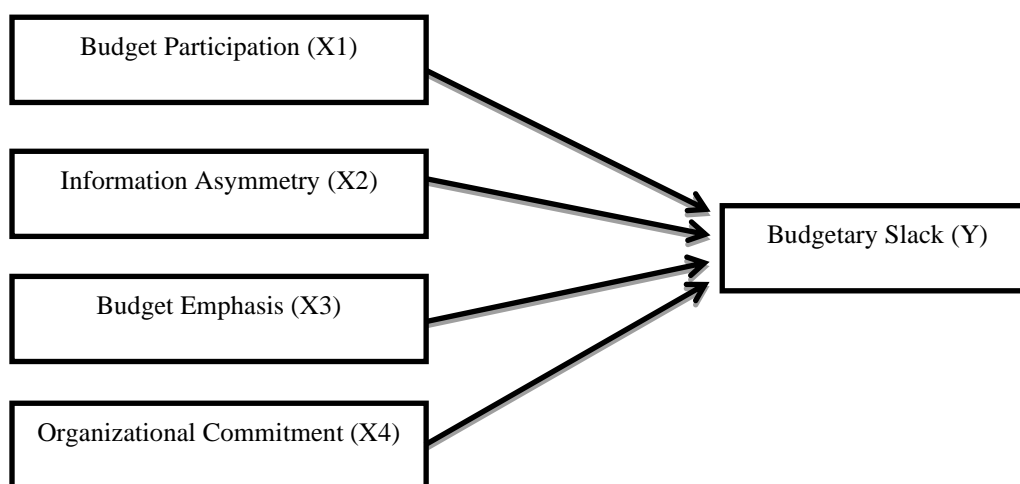 Budget Participation (X1)
Information Asymmetry (X2)
Budgetary Slack (Y)
Budget Emphasis (X3)
Organizational Commitment (X4)